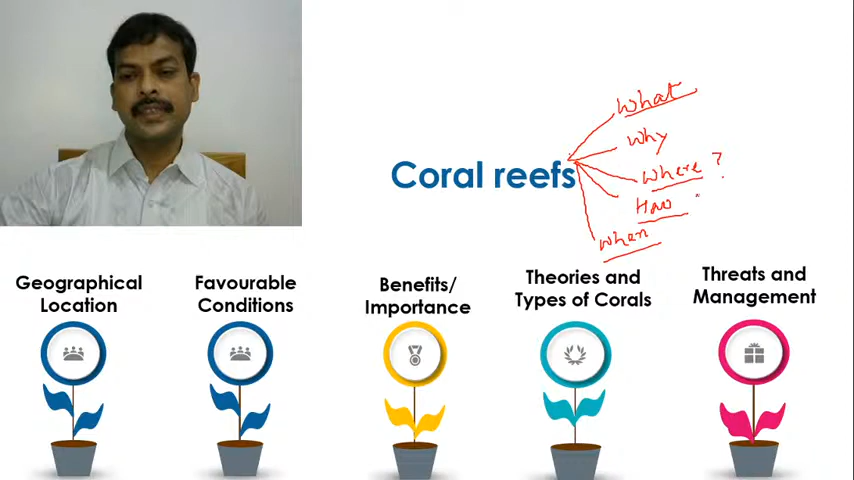 What
Why
Coral reefs
Where ?
How
When
Geographical
Location
Favourable
Conditions
Benefits/
Importance
Theories and
Types of Corals
Threats and
Management